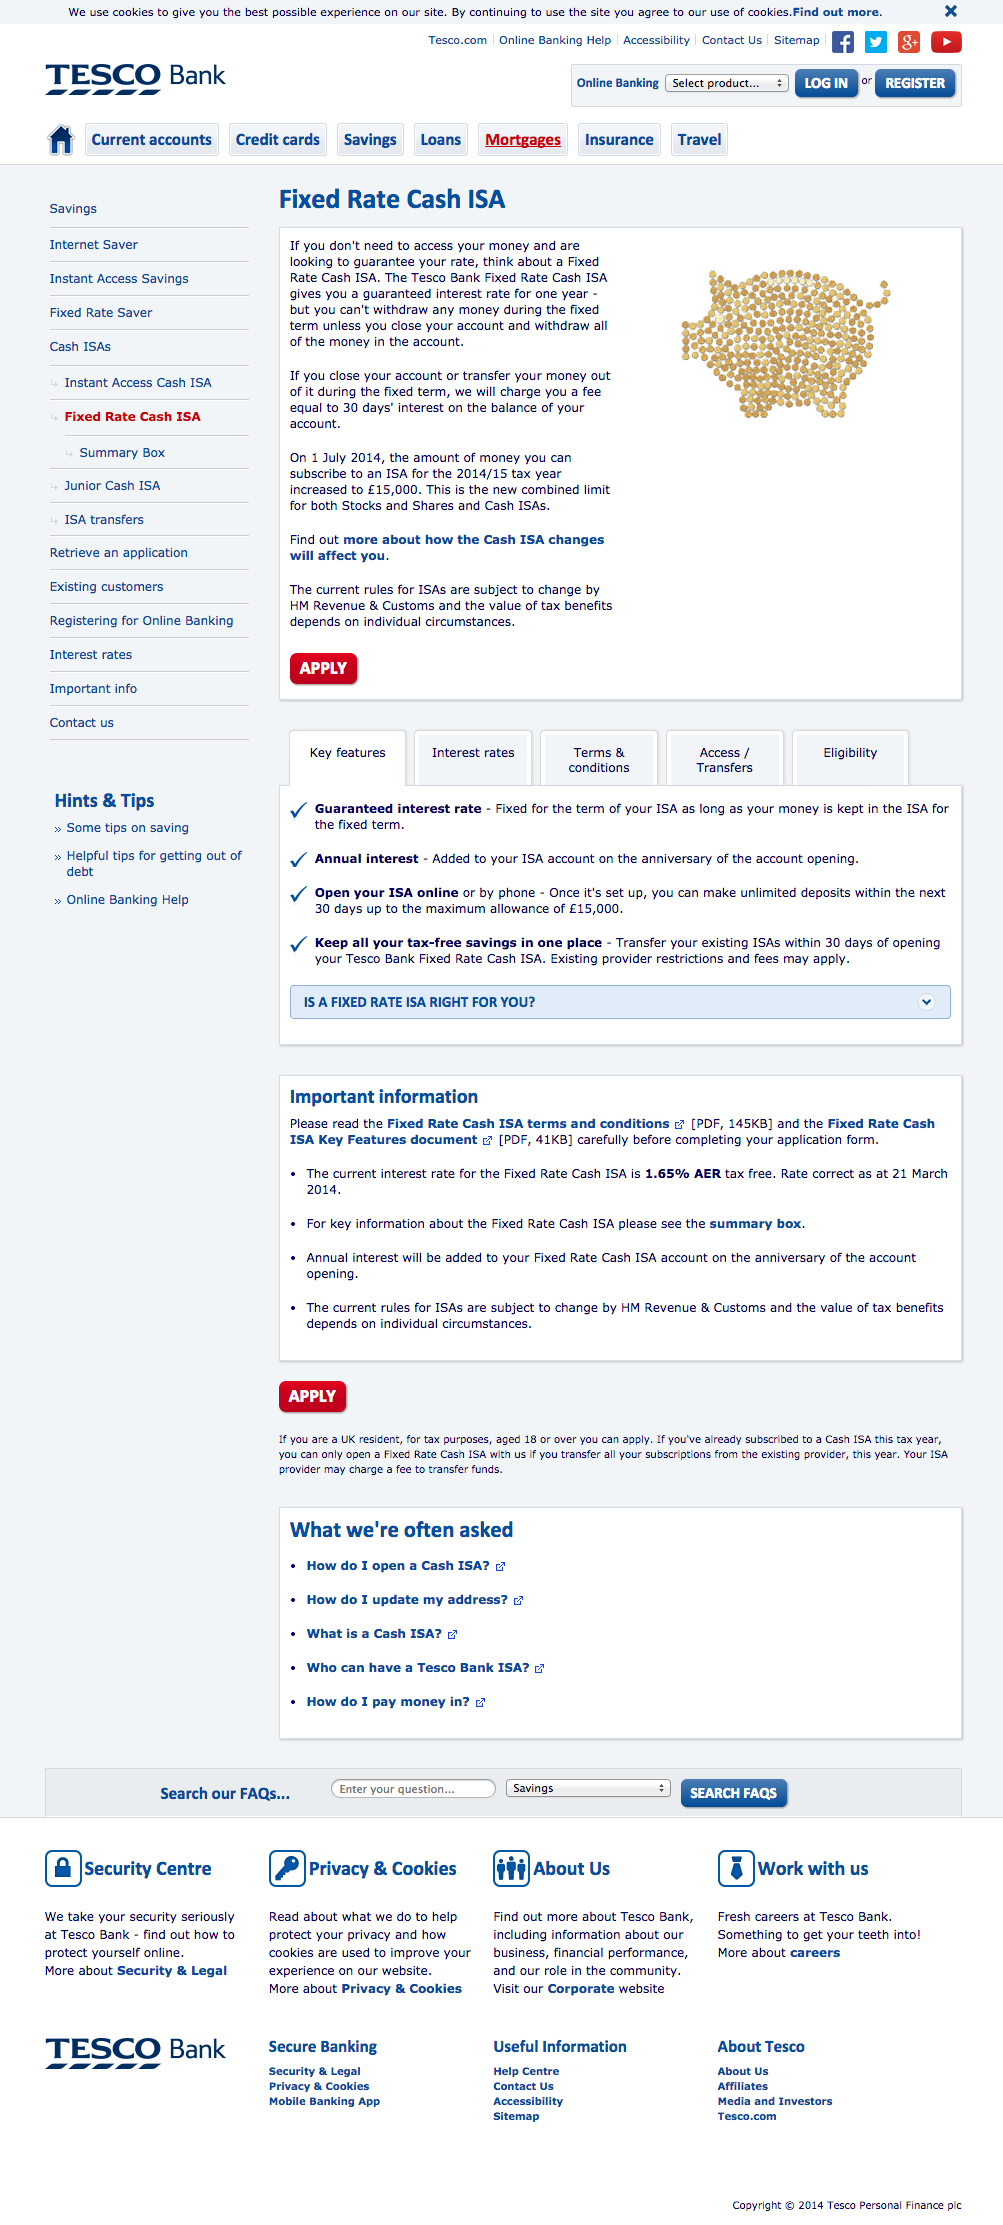 We use cookies to give you the best possible experience on our site. By continuing to use the site you agree to our use of cookies.Find out more.
Tesco.com
Online Banking Help
Accessibility
Contact Us
Sitemap
TESCO Bank
Online Banking
Select product...
LOG IN
or
REGISTER
Current accounts
Credit cards
Savings
Loans
Mortgages
Insurance
Travel
Savings
Internet Saver
Instant Access Savings
Fixed Rate Saver
Cash ISAs
Instant Access Cash ISA
Fixed Rate Cash ISA
Summary Box
Junior Cash ISA
ISA transfers
Retrieve an application
Existing customers
Registering for Online Banking
Interest rates
Important info
Contact us
Hints & Tips
» Some tips on saving
» Helpful tips for getting out of
debt
» Online Banking Help
Fixed Rate Cash ISA
If you don't need to access your money and are
looking to guarantee your rate, think about a Fixed
Rate Cash ISA. The Tesco Bank Fixed Rate Cash ISA
gives you a guaranteed interest rate for one year -
but you can't withdraw any money during the fixed
term unless you close your account and withdraw all
of the money in the account.
If you close your account or transfer your money out
of it during the fixed term, we will charge you a fee
equal to 30 days' interest on the balance of your
account.
On 1 July 2014, the amount of money you can
subscribe to an ISA for the 2014/15 tax year
increased to £15,000. This is the new combined limit
for both Stocks and Shares and Cash ISAs.
Find out more about how the Cash ISA changes
will affect you.
The current rules for ISAs are subject to change by
HM Revenue & Customs and the value of tax benefits
depends on individual circumstances.
APPLY
Key features
Interest rates
Terms &
conditions
Access /
Transfers
Eligibility
Guaranteed interest rate - Fixed for the term of your ISA as long as your money is kept in the ISA for
the fixed term.
Annual interest - Added to your ISA account on the anniversary of the account opening.
Open your ISA online or by phone - Once it's set up, you can make unlimited deposits within the next
30 days up to the maximum allowance of £15,000.
Keep all your tax-free savings in one place - Transfer your existing ISAs within 30 days of opening
your Tesco Bank Fixed Rate Cash ISA. Existing provider restrictions and fees may apply.
IS A FIXED RATE ISA RIGHT FOR YOU?
Important information
Please read the Fixed Rate Cash ISA terms and conditions [PDF, 145KB] and the Fixed Rate Cash
ISA Key Features document [PDF, 41KB] carefully before completing your application form.
• The current interest rate for the Fixed Rate Cash ISA is 1.65% AER tax free. Rate correct as at 21 March
2014.
• For key information about the Fixed Rate Cash ISA please see the summary box.
• Annual interest will be added to your Fixed Rate Cash ISA account on the anniversary of the account
opening.
• The current rules for ISAs are subject to change by HM Revenue & Customs and the value of tax benefits
depends on individual circumstances.
APPLY
If you are a UK resident, for tax purposes, aged 18 or over you can apply. If you've already subscribed to a Cash ISA this tax year,
you can only open a Fixed Rate Cash ISA with us if you transfer all your subscriptions from the existing provider, this year. Your ISA
provider may charge a fee to transfer funds.
What we're often asked
• How do I open a Cash ISA?
• How do I update my address?
• What is a Cash ISA?
• Who can have a Tesco Bank ISA?
• How do I pay money in?
Search our FAQs...
Enter your question...
Savings
SEARCH FAQS
Security Centre
We take your security seriously
at Tesco Bank - find out how to
protect yourself online.
More about Security & Legal
Privacy & Cookies
Read about what we do to help
protect your privacy and how
cookies are used to improve your
experience on our website.
More about Privacy & Cookies
About Us
Find out more about Tesco Bank,
including information about our
business, financial performance,
and our role in the community.
Visit our Corporate website
Work with us
Fresh careers at Tesco Bank.
Something to get your teeth into!
More about careers
TESCO Bank
Secure Banking
Security & Legal
Privacy & Cookies
Mobile Banking App
Useful Information
Help Centre
Contact Us
Accessibility
Sitemap
About Tesco
About Us
Affiliates
Media and Investors
Tesco.com
Copyright © 2014 Tesco Personal Finance plc